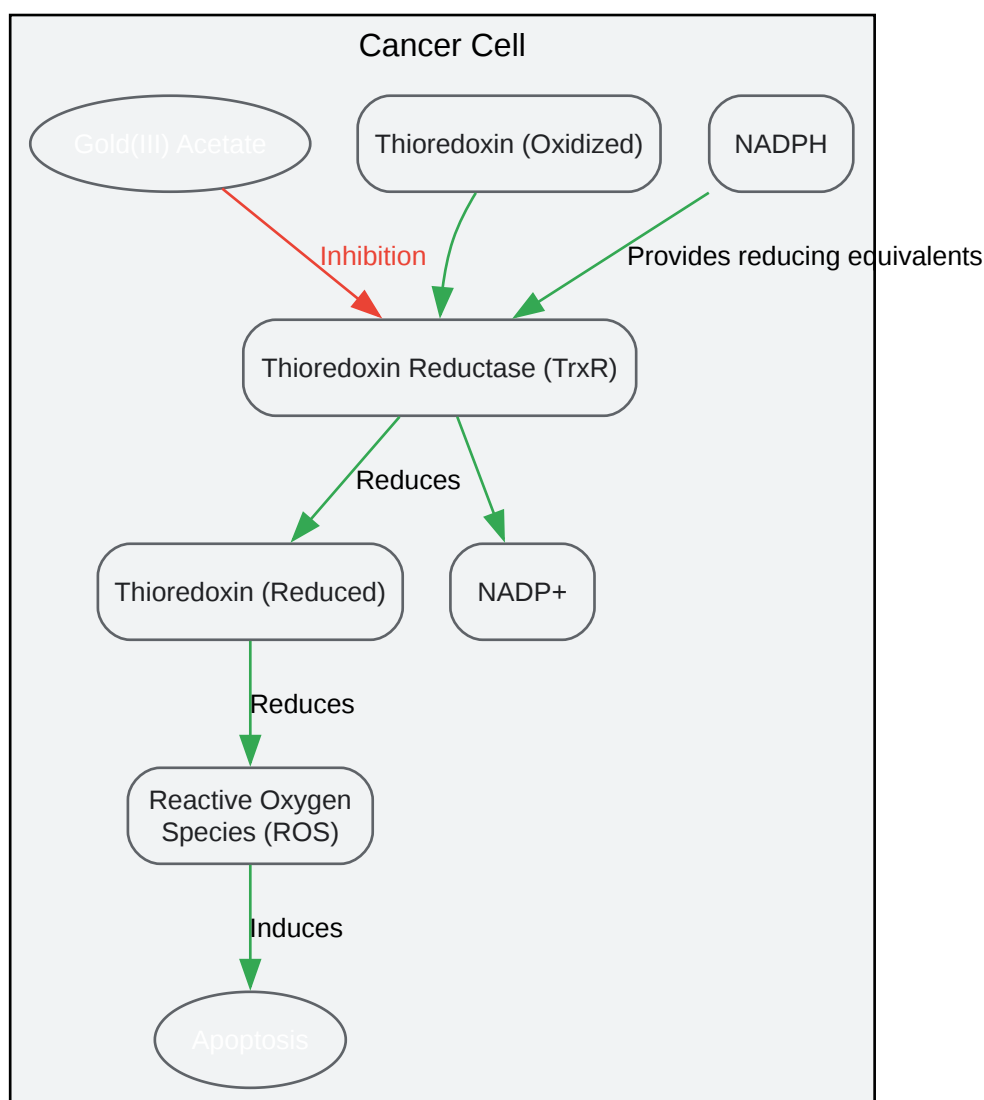 Cancer Cell
Gold(III) Acetate
Thioredoxin (Oxidized)
NADPH
Inhibition
Provides reducing equivalents
Thioredoxin Reductase (TrxR)
Reduces
Thioredoxin (Reduced)
NADP+
Reduces
Reactive Oxygen
Species (ROS)
Induces
Apoptosis